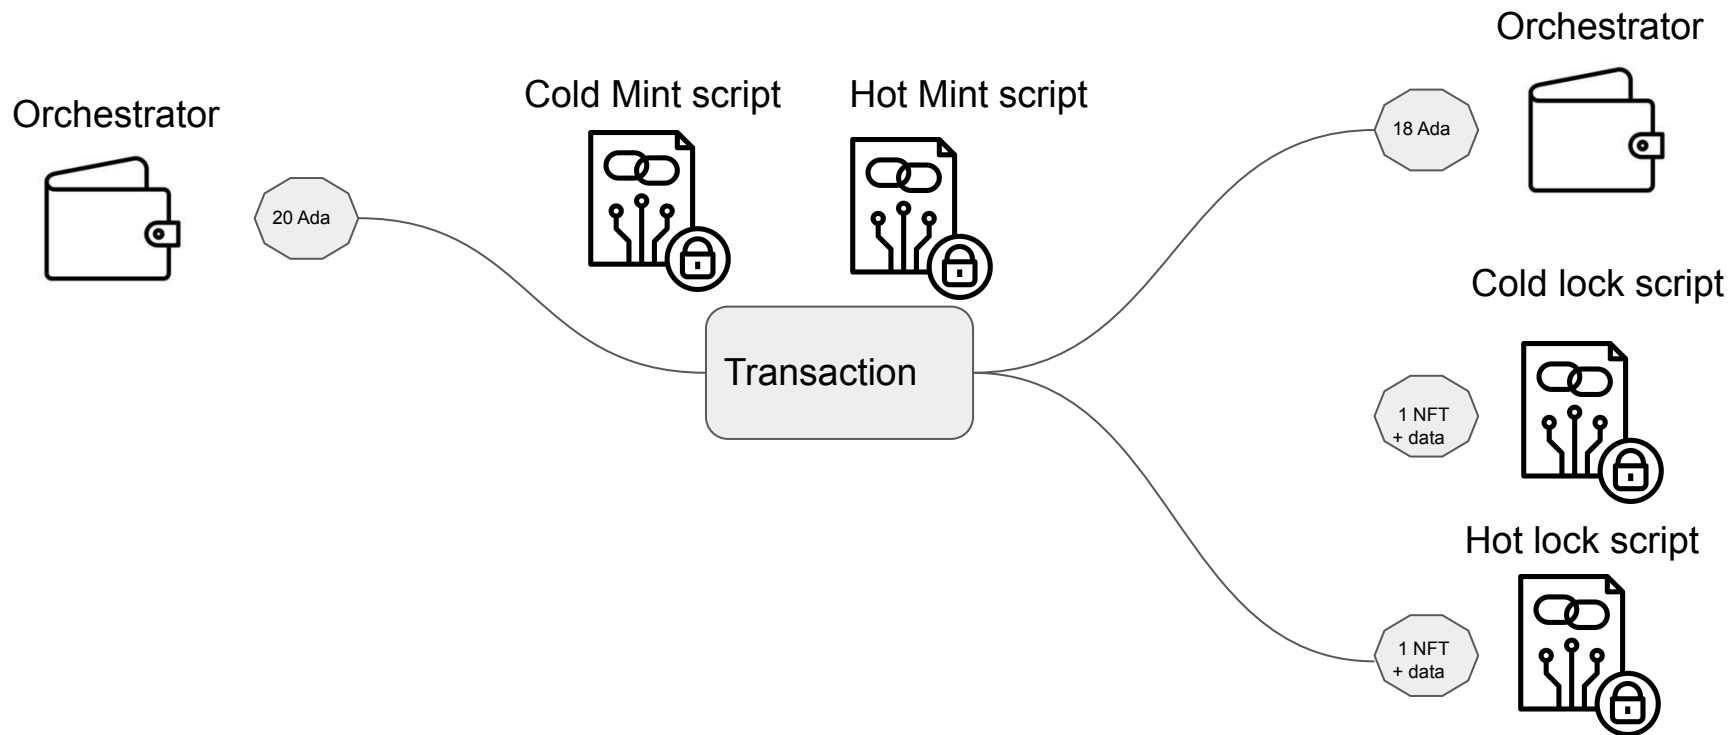 Orchestrator
20 Ada
Cold Mint script
Hot Mint script
Transaction
Orchestrator
18 Ada
Cold lock script
1 NFT
+ data
Hot lock script
1 NFT
+ data